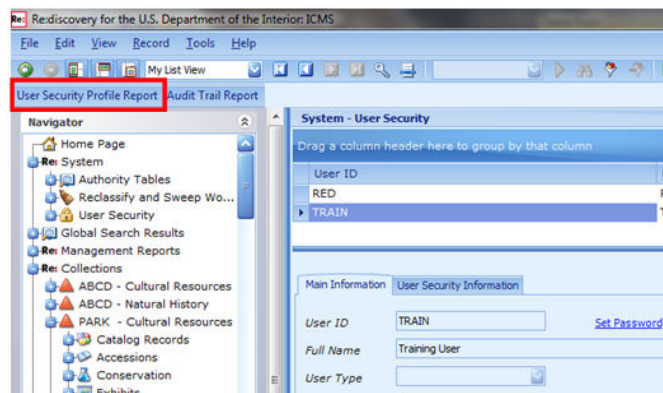 Re: Re:discovery for the U.S. Department of the Interior: ICMS
File Edit View Record Tools Help
My List View
User Security Profile Report Audit Trail Report
Navigator
Home Page
Re: System
Authority Tables
Reclassify and Sweep Wo...
User Security
Global Search Results
Re: Management Reports
Re: Collections
ABCD - Cultural Resources
ABCD - Natural History
PARK - Cultural Resources
Catalog Records
Accessions
Conservation
Exhibits
System - User Security
Drag a column header here to group by that column
User ID
RED
TRAIN
Main Information User Security Information
User ID TRAIN Set Password
Full Name Training User
User Type